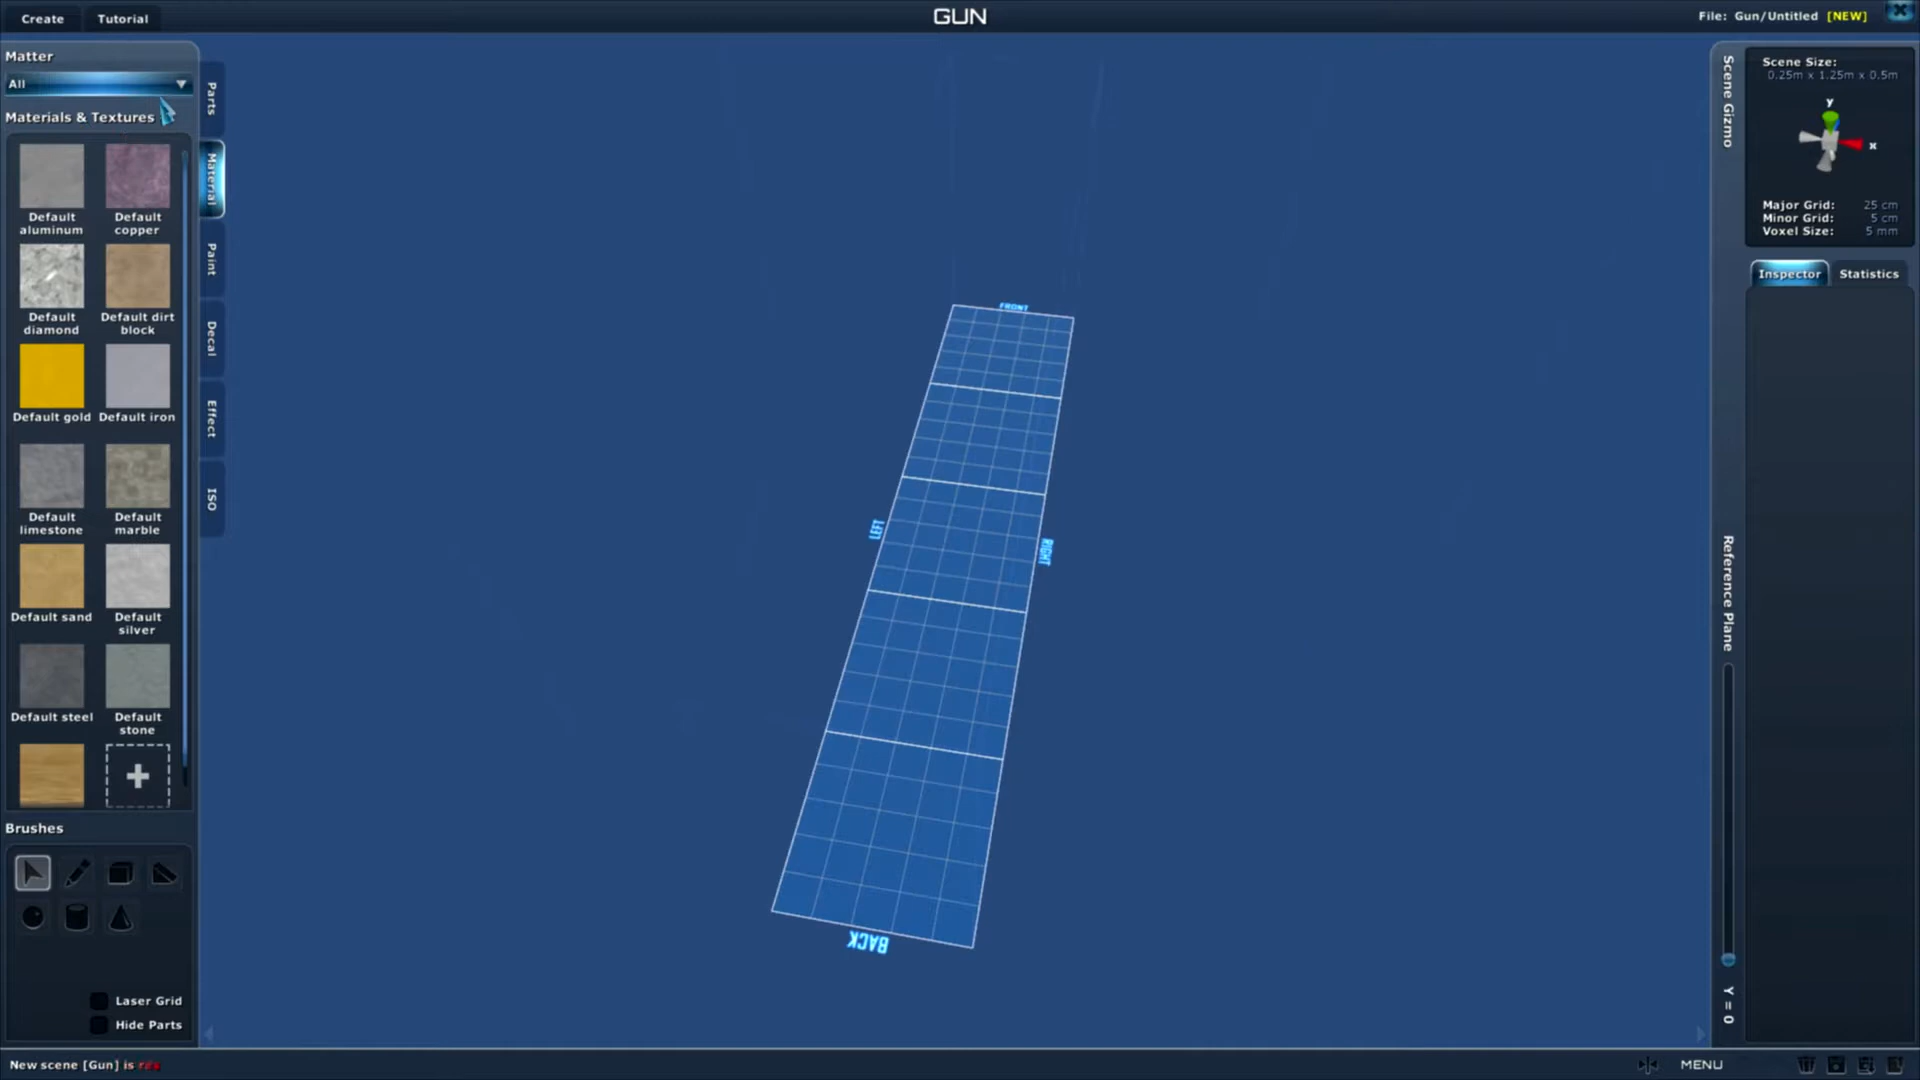 Create
Tutorial
GUN
File: Gun/Untitled [NEW]
Matter
All
Materials & Textures
Default aluminum
Default copper
Default diamond
Default dirt block
Default gold
Default iron
Default limestone
Default marble
Default sand
Default silver
Default steel
Default stone
Brushes
Laser Grid
Hide Parts
New scene [Gun] is
Parts
Material
Paint
Decal
Effect
ISO
FRONT
LEFT
RIGHT
BACK
Scene Gizmo
Reference Plane
Y = 0
Scene Size:
0.25m x 1.25m x 0.5m
y
x
Major Grid: 25 cm
Minor Grid: 5 cm
Voxel Size: 5 mm
Inspector
Statistics
MENU